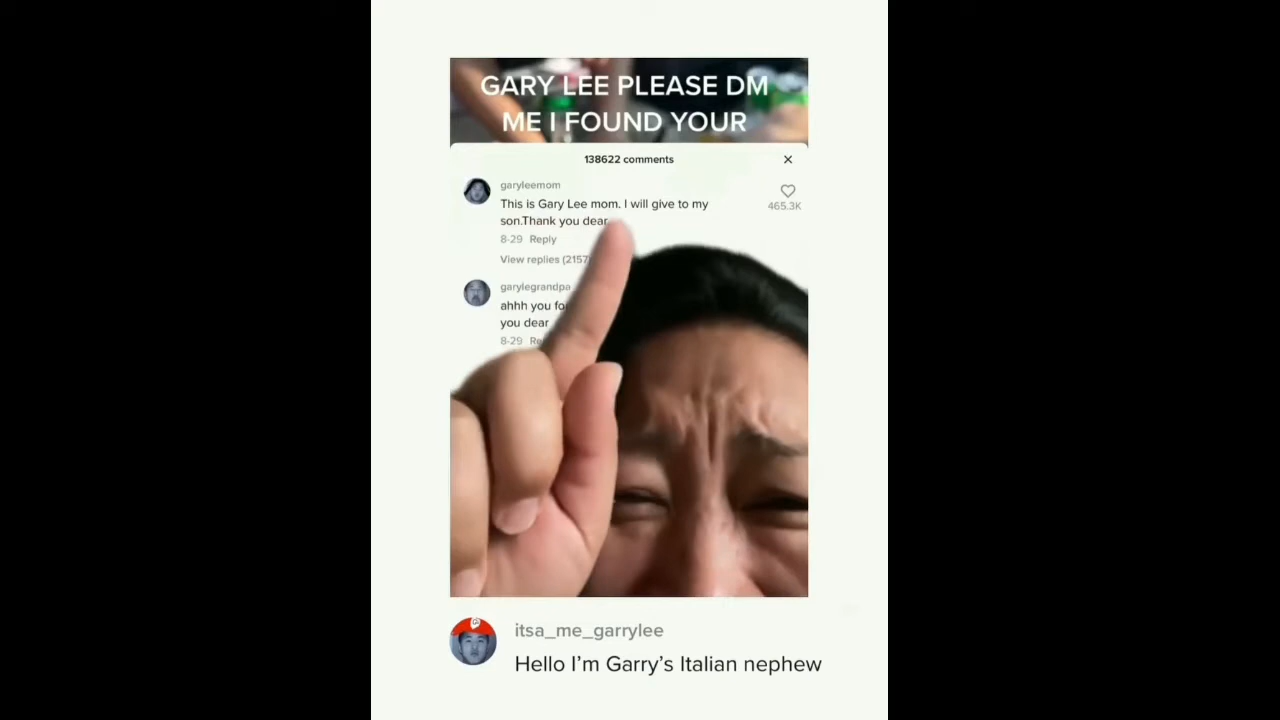 GARY LEE PLEASE DM
ME I FOUND YOUR
138622 comments
garyleemom
This is Gary Lee mom. I will give to my
465.3K
son.Thank you dear
8-29 Reply
View replies (2157
garylegrandpa
ahhh you fo
you dear
8-29 Re
itsa_me_garrylee
Hello I'm Garry's Italian nephew